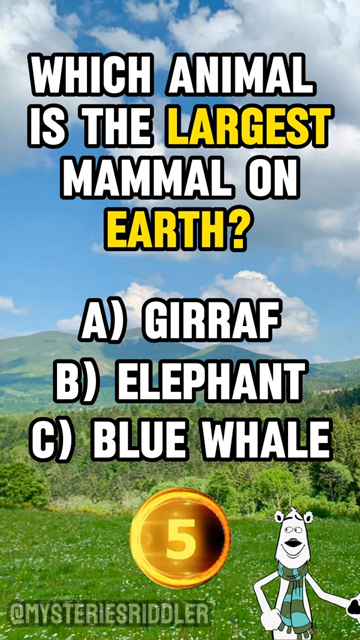 WHICH ANIMAL
IS THE LARGEST
MAMMAL ON
EARTH?
A) GIRRAF
B) ELEPHANT
C) BLUE WHALE
5
@MYSTERIESRIDDLER